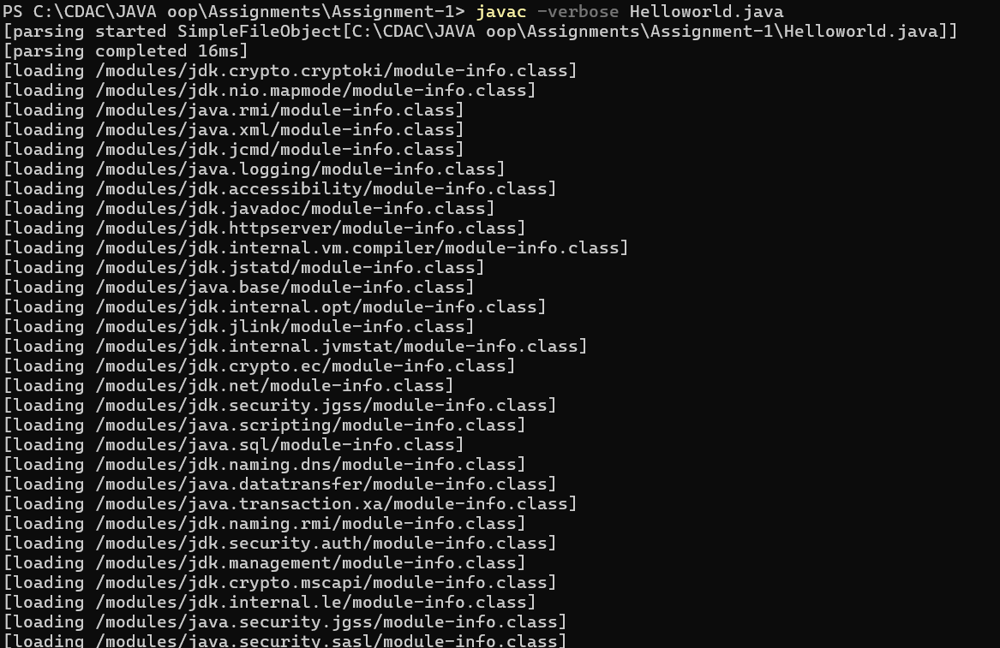 PS C:\CDAC\JAVA oop\Assignments\Assignment-1> javac -verbose Helloworld.java
[parsing started SimpleFileObject[C:\CDAC\JAVA oop\Assignments\Assignment-1\Helloworld.java]]
[parsing completed 16ms]
[loading /modules/jdk.crypto.cryptoki/module-info.class]
[loading /modules/jdk.nio.mapmode/module-info.class]
[loading /modules/java.rmi/module-info.class]
[loading /modules/java.xml/module-info.class]
[loading /modules/jdk.jcmd/module-info.class]
[loading /modules/java.logging/module-info.class]
[loading /modules/jdk.accessibility/module-info.class]
[loading /modules/jdk.javadoc/module-info.class]
[loading /modules/jdk.httpserver/module-info.class]
[loading /modules/jdk.internal.vm.compiler/module-info.class]
[loading /modules/jdk.jstatd/module-info.class]
[loading /modules/java.base/module-info.class]
[loading /modules/jdk.internal.opt/module-info.class]
[loading /modules/jdk.jlink/module-info.class]
[loading /modules/jdk.internal.jvmstat/module-info.class]
[loading /modules/jdk.crypto.ec/module-info.class]
[loading /modules/jdk.net/module-info.class]
[loading /modules/jdk.security.jgss/module-info.class]
[loading /modules/java.scripting/module-info.class]
[loading /modules/java.sql/module-info.class]
[loading /modules/jdk.naming.dns/module-info.class]
[loading /modules/java.datatransfer/module-info.class]
[loading /modules/java.transaction.xa/module-info.class]
[loading /modules/jdk.naming.rmi/module-info.class]
[loading /modules/jdk.security.auth/module-info.class]
[loading /modules/jdk.management/module-info.class]
[loading /modules/jdk.crypto.mscapi/module-info.class]
[loading /modules/jdk.internal.le/module-info.class]
[loading /modules/java.security.jgss/module-info.class]
[loading /modules/java.security.sasl/module-info.class]